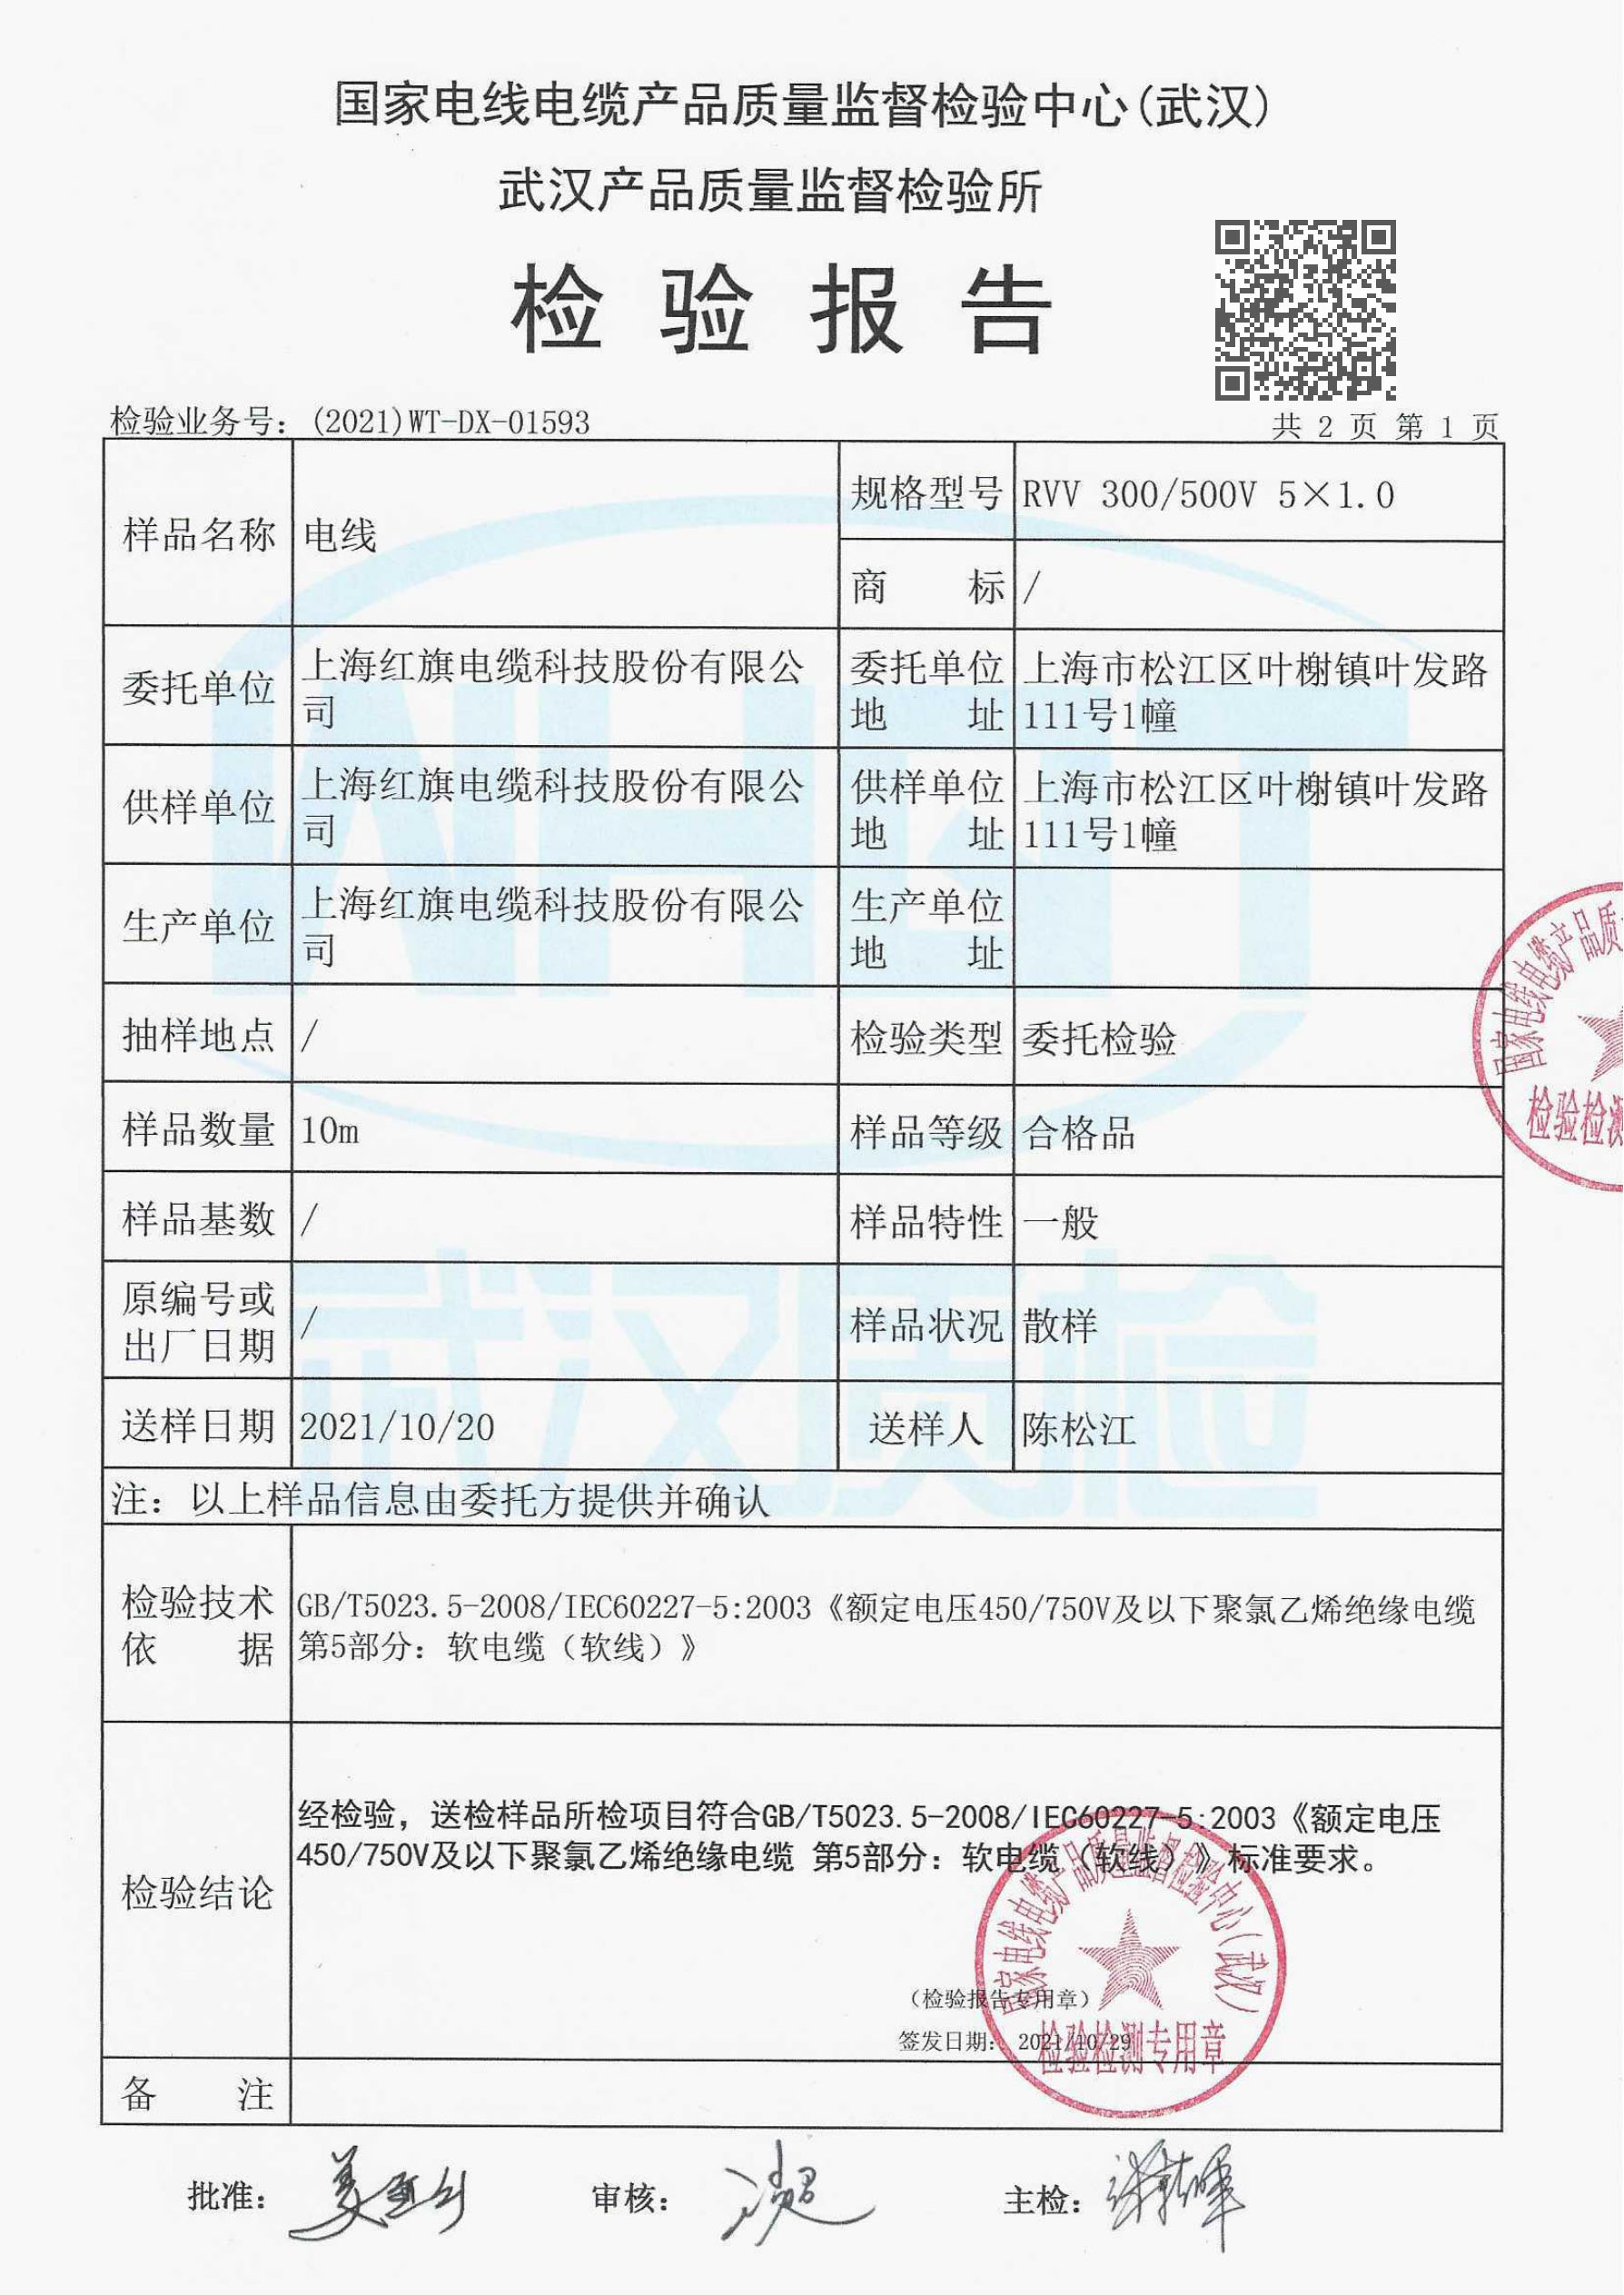 国家电线电缆产品质量监督检验中心(武汉)
武汉产品质量监督检验所
检验报告
检验业务号：(2021)WT-DX-01593
共 2 页 第 1 页
样品名称
电线
规格型号
RVV 300/500V 5×1.0
商 标
/
委托单位
上海红旗电缆科技股份有限公
司
委托单位
地 址
上海市松江区叶榭镇叶发路
111号1幢
供样单位
上海红旗电缆科技股份有限公
司
供样单位
地 址
上海市松江区叶榭镇叶发路
111号1幢
生产单位
上海红旗电缆科技股份有限公
司
生产单位
地 址
抽样地点
/
检验类型
委托检验
样品数量
10m
样品等级
合格品
样品基数
/
样品特性
一般
原编号或
出厂日期
/
样品状况
散样
送样日期
2021/10/20
送样人
陈松江
注：以上样品信息由委托方提供并确认
检验技术
依 据
GB/T5023.5-2008/IEC60227-5:2003《额定电压450/750V及以下聚氯乙烯绝缘电缆
第5部分：软电缆（软线）》
检验结论
经检验，送检样品所检项目符合GB/T5023.5-2008/IEC60227-5:2003《额定电压
450/750V及以下聚氯乙烯绝缘电缆 第5部分：软电缆（软线）》标准要求。
（检验报告专用章）
签发日期：2021/10/29
备 注
批准：
审核：
主检：
国家电线电缆产品质量监督检验中心(武汉)
检验检测专用章
国家电线电缆产品质
检验检测
WHQT
武汉质检